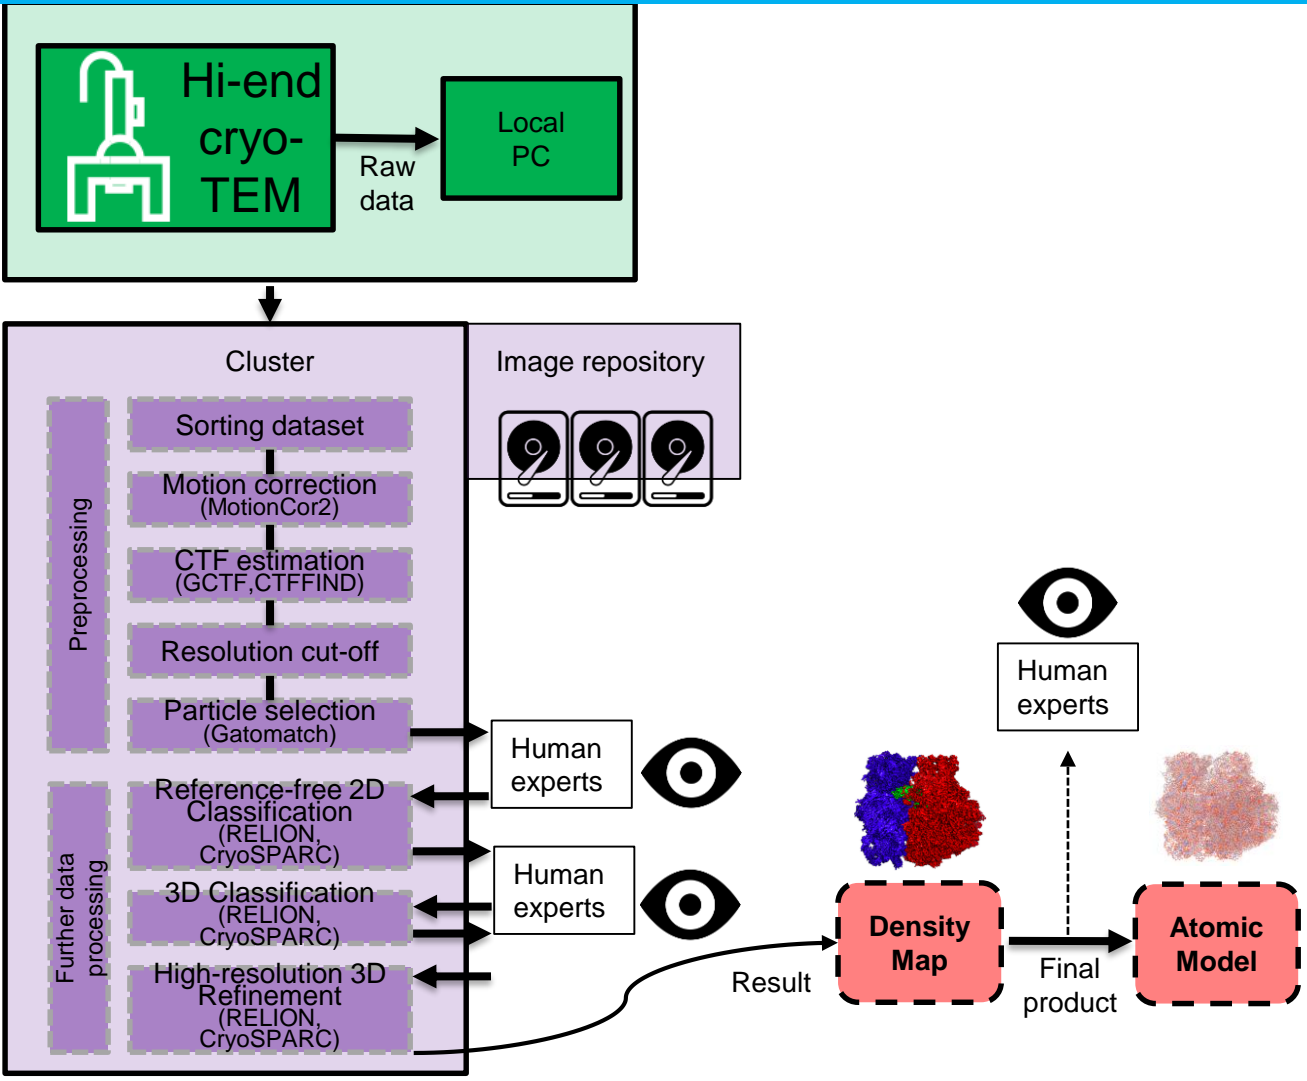 Hi-end
cryo-
TEM
Raw
data
Local
PC
Cluster
Image repository
Preprocessing
Sorting dataset
Motion correction
(MotionCor2)
CTF estimation
(GCTF,CTFFIND)
Resolution cut-off
Particle selection
(Gatomatch)
Human
experts
Further data
processing
Reference-free 2D
Classification
(RELION,
CryoSPARC)
Human
experts
3D Classification
(RELION,
CryoSPARC)
High-resolution 3D
Refinement
(RELION,
CryoSPARC)
Result
Density
Map
Final
product
Human
experts
Atomic
Model